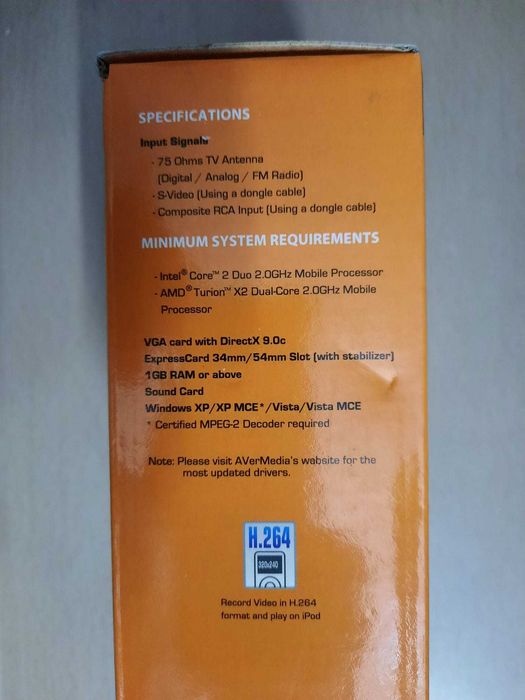 SPECIFICATIONS
Input Signals
- 75 Ohms TV Antenna
(Digital / Analog / FM Radio)
- S-Video (Using a dongle cable)
- Composite RCA Input (Using a dongle cable)
MINIMUM SYSTEM REQUIREMENTS
- Intel® Core™ 2 Duo 2.0GHz Mobile Processor
- AMD® Turion™ X2 Dual-Core 2.0GHz Mobile
Processor
VGA card with DirectX 9.0c
ExpressCard 34mm/54mm Slot (with stabilizer)
1GB RAM or above
Sound Card
Windows XP/XP MCE*/Vista/Vista MCE
* Certified MPEG-2 Decoder required
Note: Please visit AVerMedia's website for the
most updated drivers.
H.264
320x240
Record Video in H.264
format and play on iPod